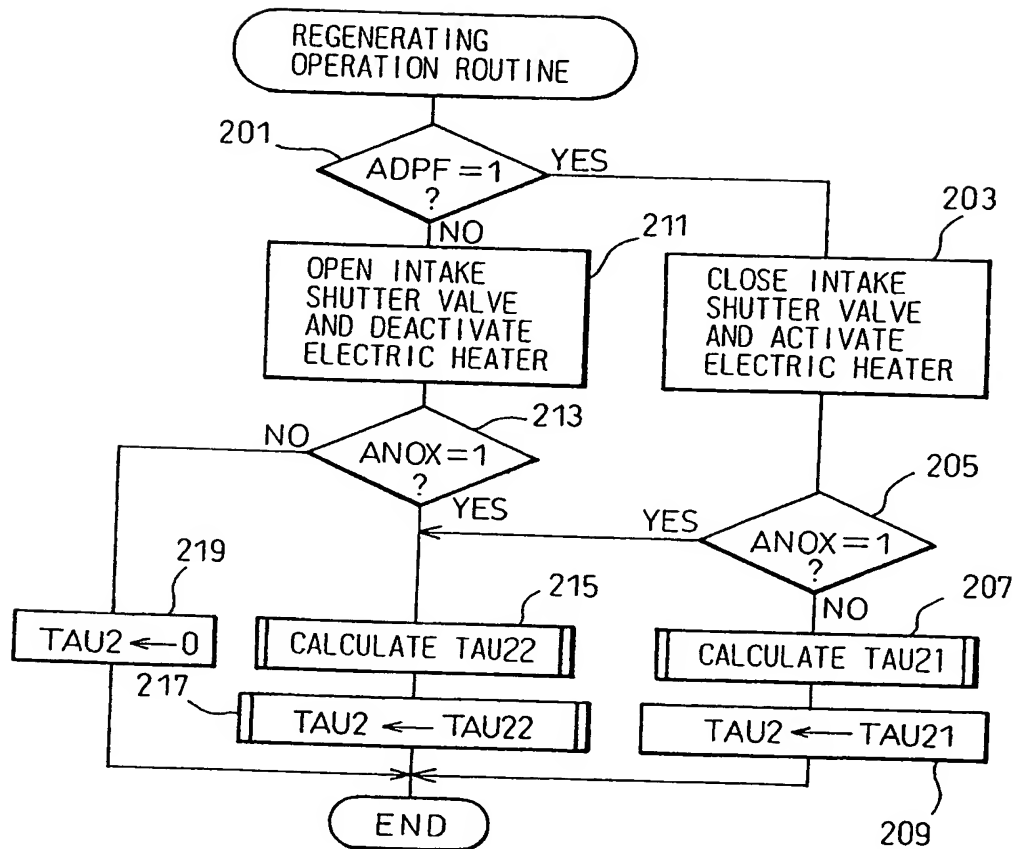 REGENERATING
OPERATION ROUTINE
201
ADPF=1
?
YES
NO
211
203
OPEN INTAKE
SHUTTER VALVE
AND DEACTIVATE
ELECTRIC HEATER
CLOSE INTAKE
SHUTTER VALVE
AND ACTIVATE
ELECTRIC HEATER
213
NO
ANOX=1
?
YES
205
YES
ANOX=1
?
NO
219
TAU2←0
215
CALCULATE TAU22
207
CALCULATE TAU21
217
TAU2 ← TAU22
TAU2 ← TAU21
209
END